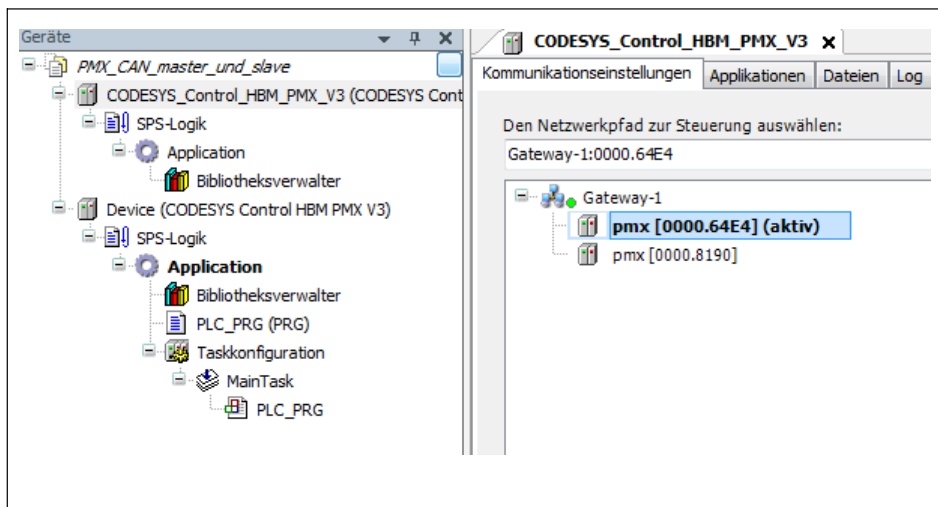 Geräte
PMX_CAN_master_und_slave
CODESYS_Control_HBM_PMX_V3 (CODESYS Cont
SPS-Logik
Application
Bibliotheksverwalter
Device (CODESYS Control HBM PMX V3)
SPS-Logik
Application
Bibliotheksverwalter
PLC_PRG (PRG)
Taskkonfiguration
MainTask
PLC_PRG
CODESYS_Control_HBM_PMX_V3
Kommunikationseinstellungen Applikationen Dateien Log
Den Netzwerkpfad zur Steuerung auswählen:
Gateway-1:0000.64E4
Gateway-1
pmx [0000.64E4] (aktiv)
pmx [0000.8190]